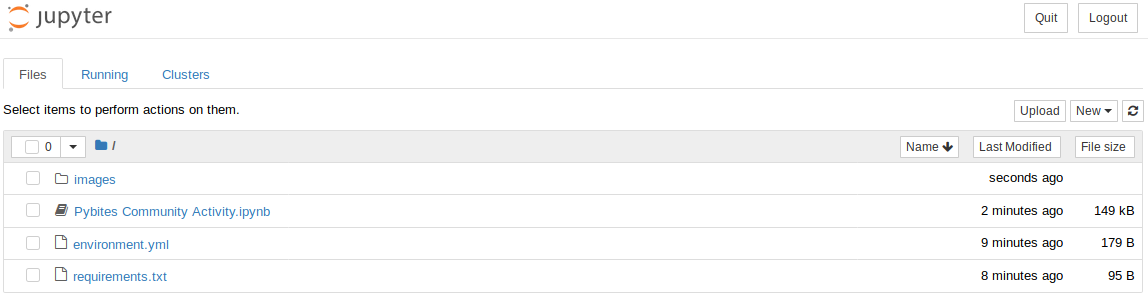 jupyter Quit Logout
Files Running Clusters
Select items to perform actions on them. Upload New
0 / Name Last Modified File size
images seconds ago
Pybites Community Activity.ipynb 2 minutes ago 149 kB
environment.yml 9 minutes ago 179 B
requirements.txt 8 minutes ago 95 B